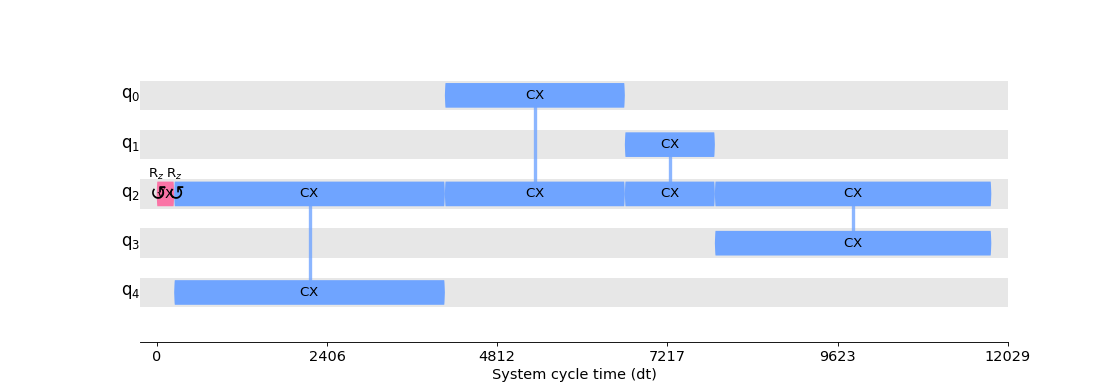 q0 CX
q1 CX
Rz Rz
q2 CX CX CX CX
q3 CX
q4 CX
0 2406 4812 7217 9623 12029
System cycle time (dt)